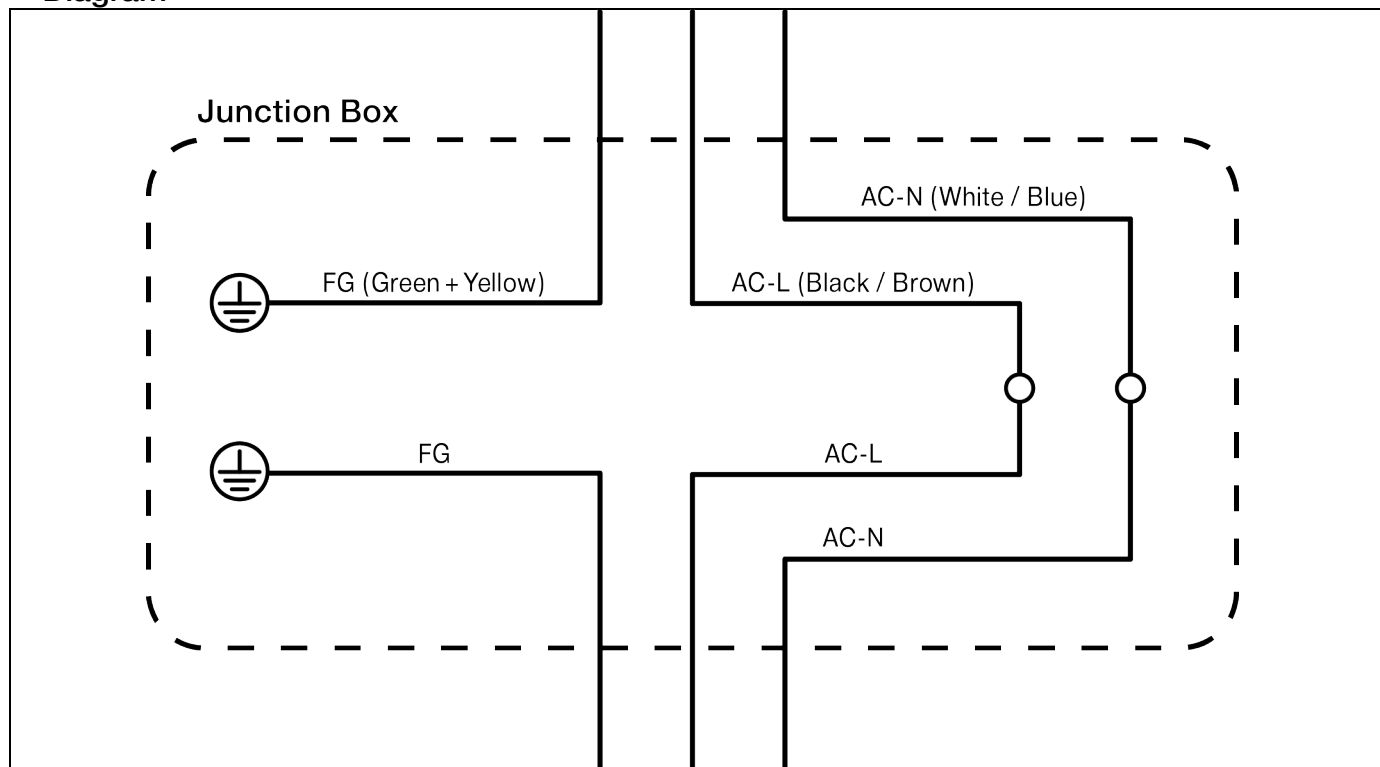 Diagram
Junction Box
AC-N (White / Blue)
FG (Green + Yellow)
AC-L (Black / Brown)
FG
AC-L
AC-N